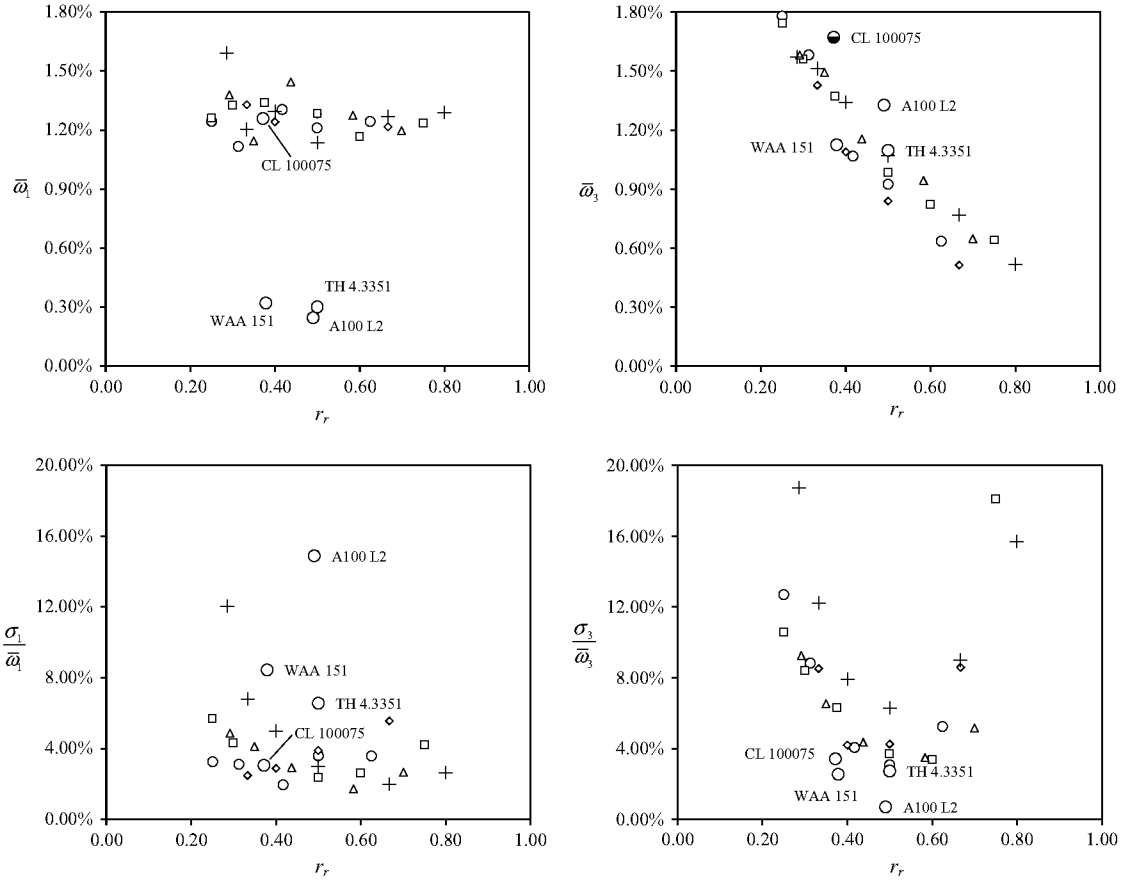 1.80%
1.50%
1.20%
0.90%
0.60%
0.30%
0.00%
ω̄₁
CL 100075
TH 4.3351
WAA 151
A100 L2
0.00 0.20 0.40 0.60 0.80 1.00
rᵣ
1.80%
1.50%
1.20%
0.90%
0.60%
0.30%
0.00%
ω̄₃
CL 100075
A100 L2
WAA 151
TH 4.3351
0.00 0.20 0.40 0.60 0.80 1.00
rᵣ
20.00%
16.00%
12.00%
8.00%
4.00%
0.00%
σ₁
ω̄₁
A100 L2
WAA 151
TH 4.3351
CL 100075
0.00 0.20 0.40 0.60 0.80 1.00
rᵣ
20.00%
16.00%
12.00%
8.00%
4.00%
0.00%
σ₃
ω̄₃
CL 100075
TH 4.3351
WAA 151
A100 L2
0.00 0.20 0.40 0.60 0.80 1.00
rᵣ